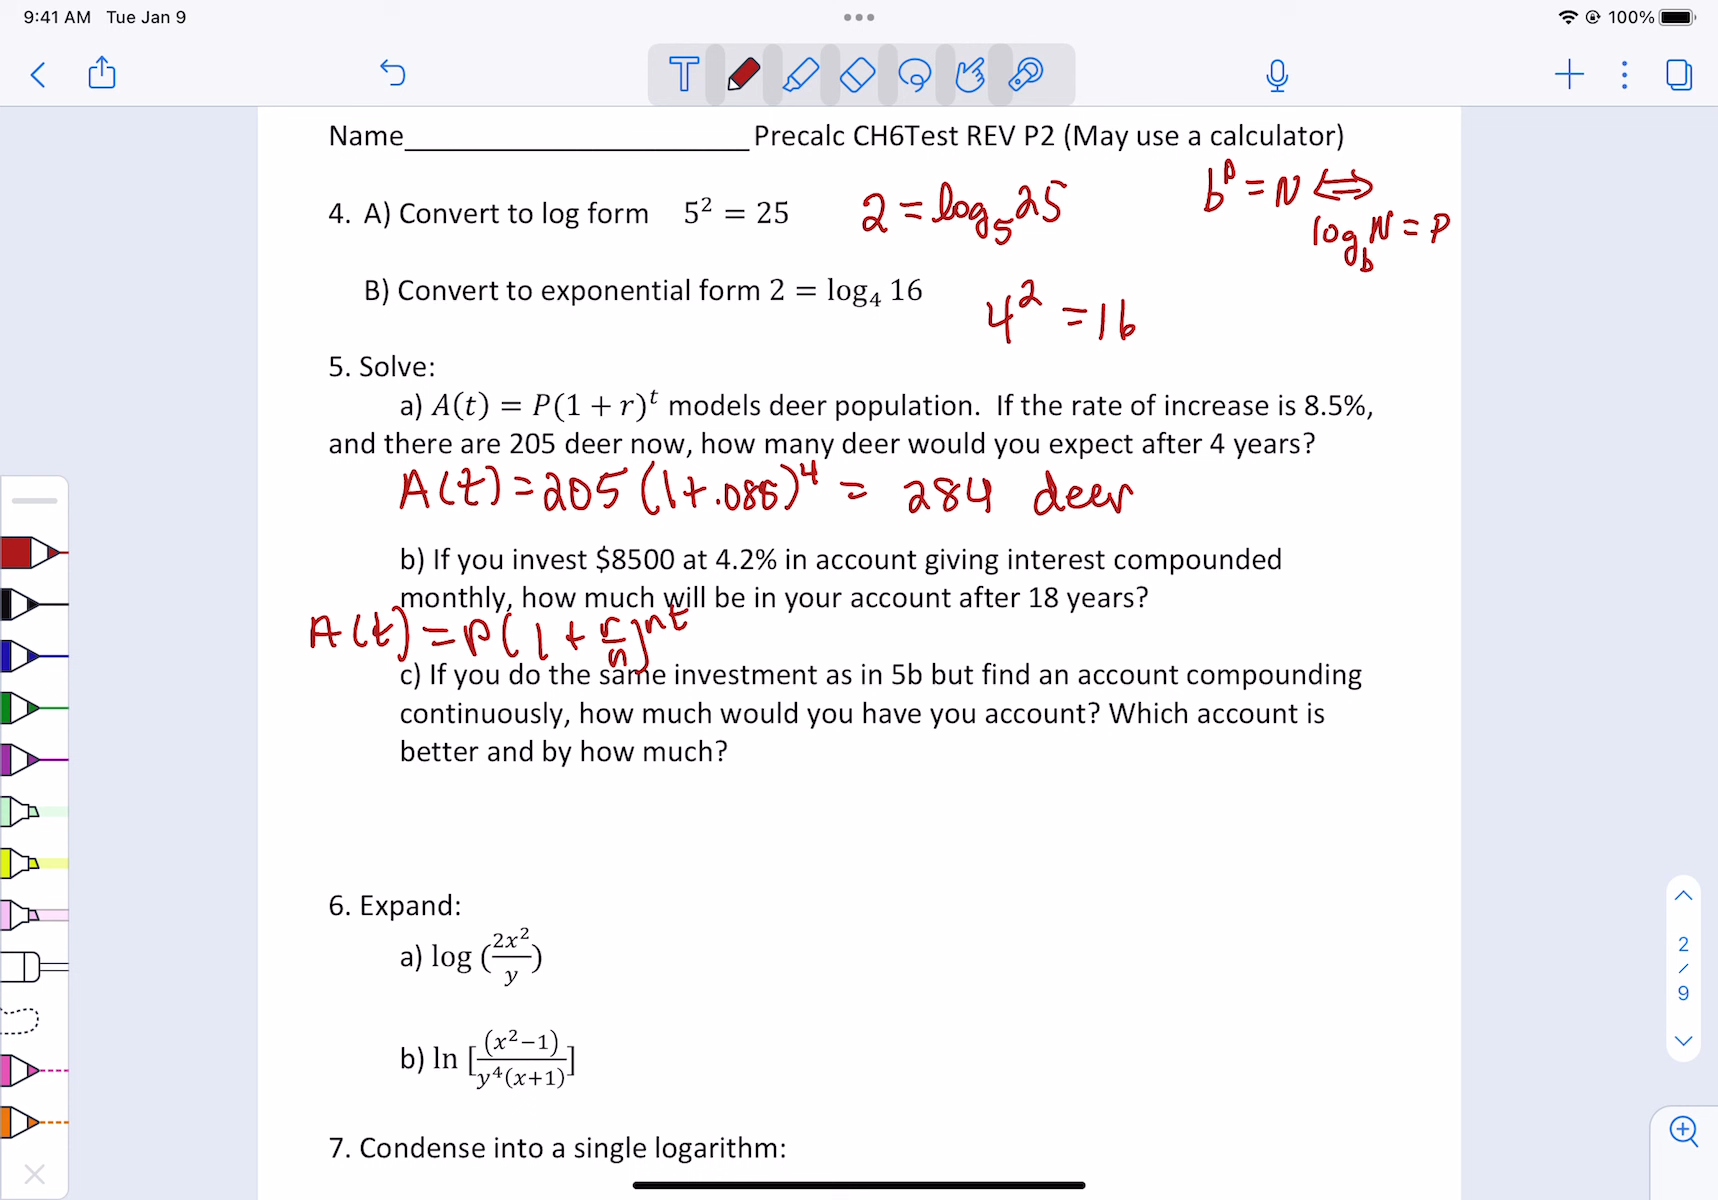 9:41 AM Tue Jan 9
100%
Name____________________Precalc CH6Test REV P2 (May use a calculator)
b^p = N ⟺
log_b N = P
4. A) Convert to log form 5² = 25 2 = log₅25
B) Convert to exponential form 2 = log₄ 16 4² = 16
5. Solve:
a) A(t) = P(1 + r)^t models deer population. If the rate of increase is 8.5%,
and there are 205 deer now, how many deer would you expect after 4 years?
A(t) = 205(1+.085)⁴ = 284 deer
b) If you invest $8500 at 4.2% in account giving interest compounded
monthly, how much will be in your account after 18 years?
A(t) = P(1 + r/n)^nt
c) If you do the same investment as in 5b but find an account compounding
continuously, how much would you have you account? Which account is
better and by how much?
6. Expand:
a) log (2x²/y)
b) ln [(x²−1)/y⁴(x+1)]
7. Condense into a single logarithm:
2
/
9